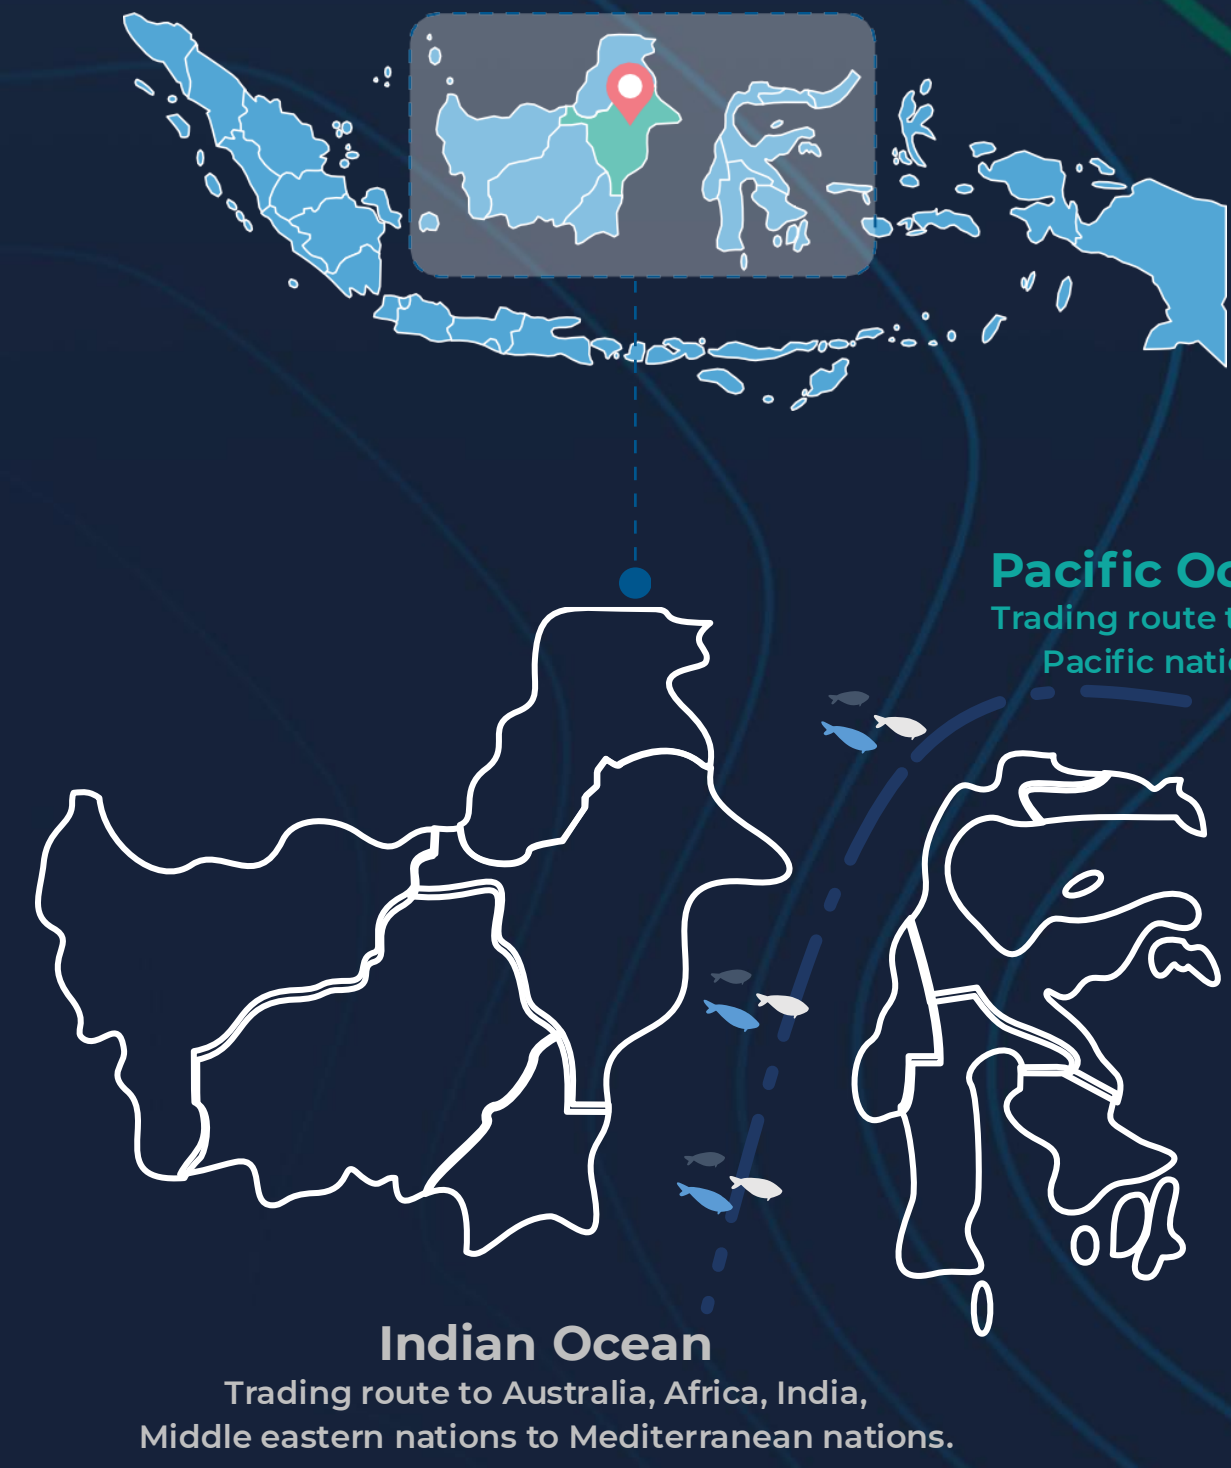 Pacific
Trading route
Pacific
Indian Ocean
Trading route to Australia, Africa, India,
Middle eastern nations to Mediterranean nations.